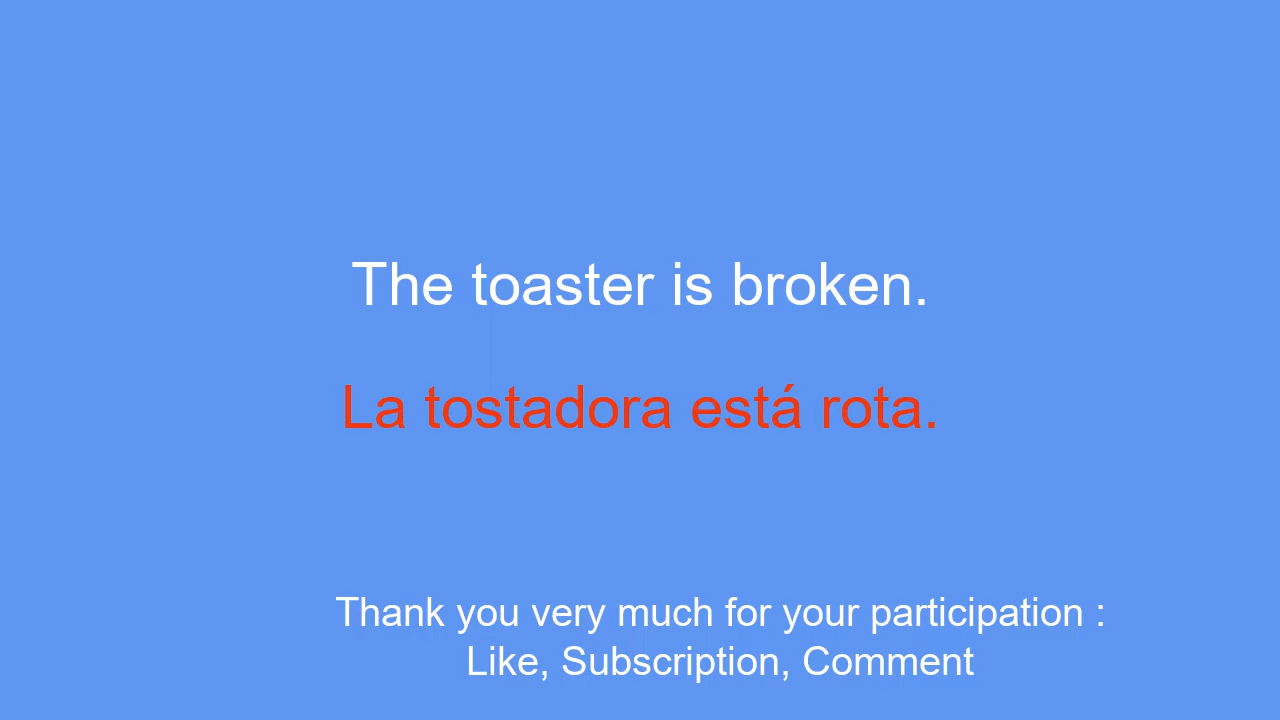 The toaster is broken.
La tostadora está rota.
Thank you very much for your participation :
Like, Subscription, Comment